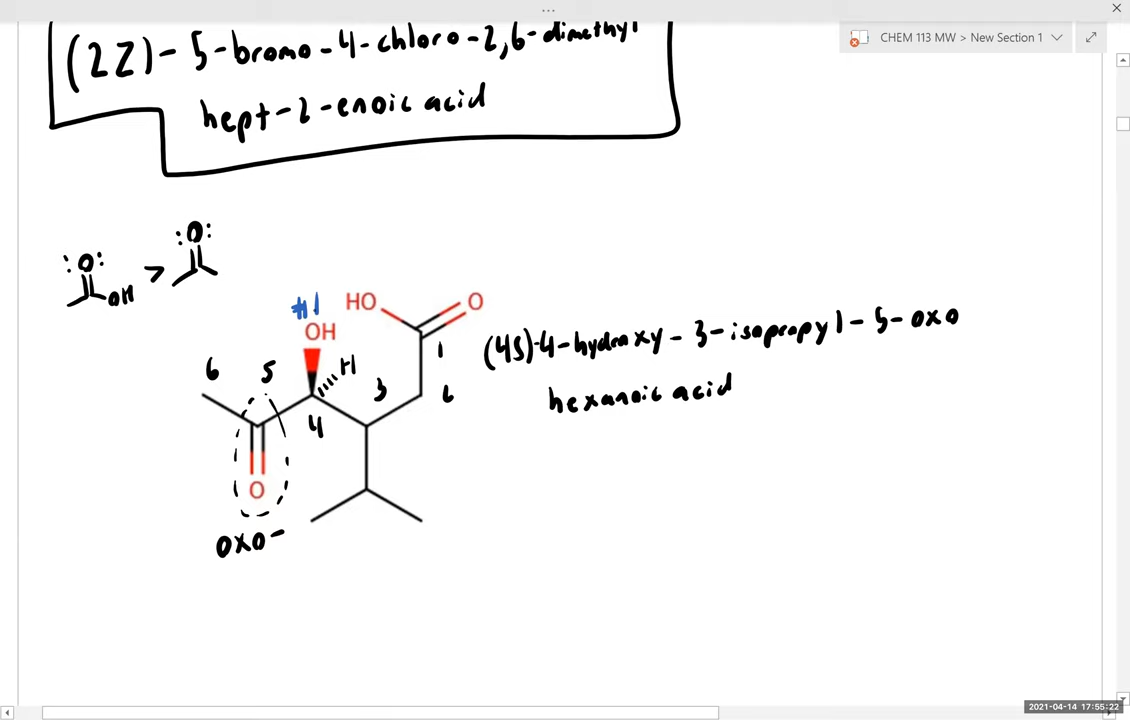 CHEM 113 MW > New Section 1
(2Z)-5-bromo-4-chloro-2,6-dimethyl
hept-2-enoic acid
:O:
:O:
OH
>
#1
HO
O
OH
H
6
5
1
(4S)-4-hydroxy-3-isopropyl-5-oxo
3
2
hexanoic acid
4
O
oxo-
2021-04-14 17:55:22